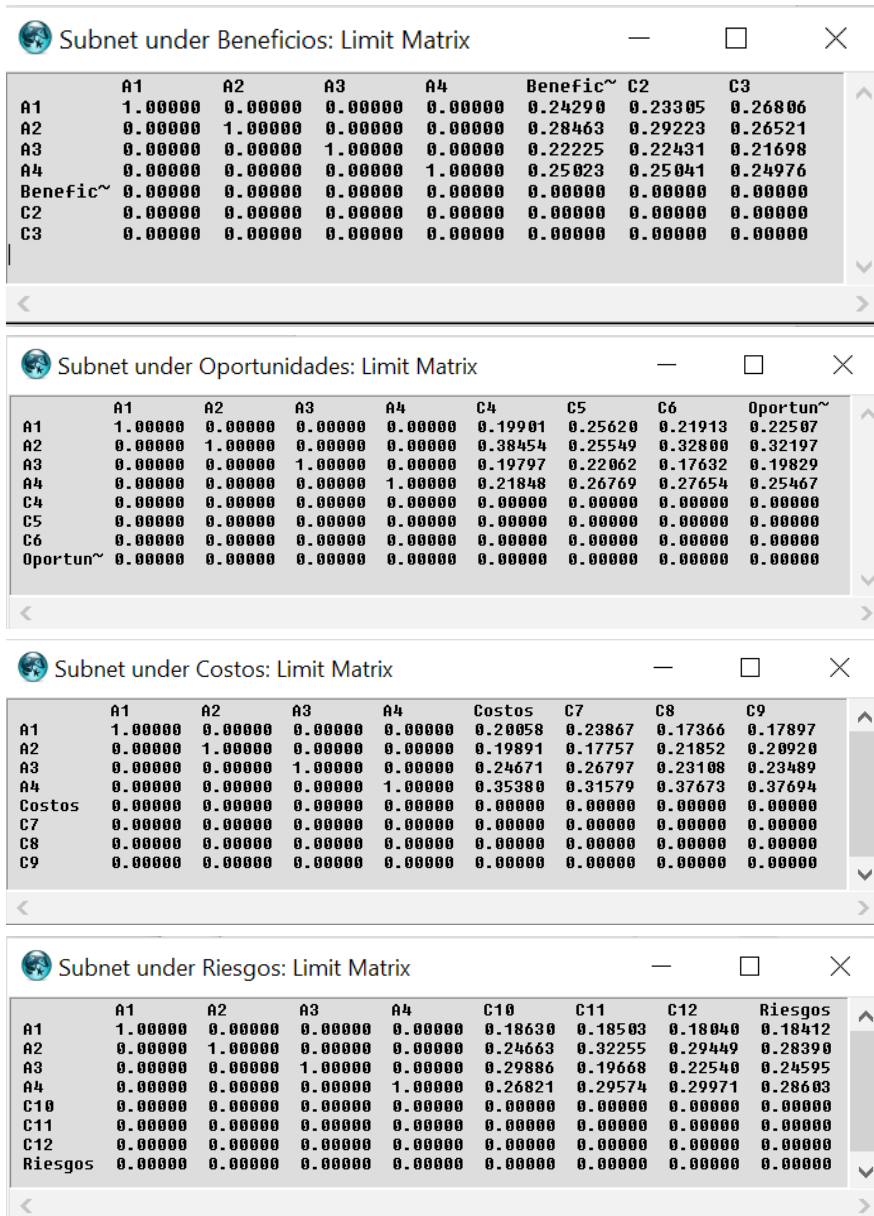 Subnet under Beneficios: Limit Matrix
A1 A2 A3 A4 Benefic~ C2 C3
A1 1.00000 0.00000 0.00000 0.00000 0.24290 0.23305 0.26806
A2 0.00000 1.00000 0.00000 0.00000 0.28463 0.29223 0.26521
A3 0.00000 0.00000 1.00000 0.00000 0.22225 0.22431 0.21698
A4 0.00000 0.00000 0.00000 1.00000 0.25023 0.25041 0.24976
Benefic~ 0.00000 0.00000 0.00000 0.00000 0.00000 0.00000 0.00000
C2 0.00000 0.00000 0.00000 0.00000 0.00000 0.00000 0.00000
C3 0.00000 0.00000 0.00000 0.00000 0.00000 0.00000 0.00000
Subnet under Oportunidades: Limit Matrix
A1 A2 A3 A4 C4 C5 C6 Oportun~
A1 1.00000 0.00000 0.00000 0.00000 0.19901 0.25620 0.21913 0.22507
A2 0.00000 1.00000 0.00000 0.00000 0.38454 0.25549 0.32800 0.32197
A3 0.00000 0.00000 1.00000 0.00000 0.19797 0.22062 0.17632 0.19829
A4 0.00000 0.00000 0.00000 1.00000 0.21848 0.26769 0.27654 0.25467
C4 0.00000 0.00000 0.00000 0.00000 0.00000 0.00000 0.00000 0.00000
C5 0.00000 0.00000 0.00000 0.00000 0.00000 0.00000 0.00000 0.00000
C6 0.00000 0.00000 0.00000 0.00000 0.00000 0.00000 0.00000 0.00000
Oportun~ 0.00000 0.00000 0.00000 0.00000 0.00000 0.00000 0.00000 0.00000
Subnet under Costos: Limit Matrix
A1 A2 A3 A4 Costos C7 C8 C9
A1 1.00000 0.00000 0.00000 0.00000 0.20058 0.23867 0.17366 0.17897
A2 0.00000 1.00000 0.00000 0.00000 0.19891 0.17757 0.21852 0.20920
A3 0.00000 0.00000 1.00000 0.00000 0.24671 0.26797 0.23108 0.23489
A4 0.00000 0.00000 0.00000 1.00000 0.35380 0.31579 0.37673 0.37694
Costos 0.00000 0.00000 0.00000 0.00000 0.00000 0.00000 0.00000 0.00000
C7 0.00000 0.00000 0.00000 0.00000 0.00000 0.00000 0.00000 0.00000
C8 0.00000 0.00000 0.00000 0.00000 0.00000 0.00000 0.00000 0.00000
C9 0.00000 0.00000 0.00000 0.00000 0.00000 0.00000 0.00000 0.00000
Subnet under Riesgos: Limit Matrix
A1 A2 A3 A4 C10 C11 C12 Riesgos
A1 1.00000 0.00000 0.00000 0.00000 0.18630 0.18503 0.18040 0.18412
A2 0.00000 1.00000 0.00000 0.00000 0.24663 0.32255 0.29449 0.28390
A3 0.00000 0.00000 1.00000 0.00000 0.29886 0.19668 0.22540 0.24595
A4 0.00000 0.00000 0.00000 1.00000 0.26821 0.29574 0.29971 0.28603
C10 0.00000 0.00000 0.00000 0.00000 0.00000 0.00000 0.00000 0.00000
C11 0.00000 0.00000 0.00000 0.00000 0.00000 0.00000 0.00000 0.00000
C12 0.00000 0.00000 0.00000 0.00000 0.00000 0.00000 0.00000 0.00000
Riesgos 0.00000 0.00000 0.00000 0.00000 0.00000 0.00000 0.00000 0.00000